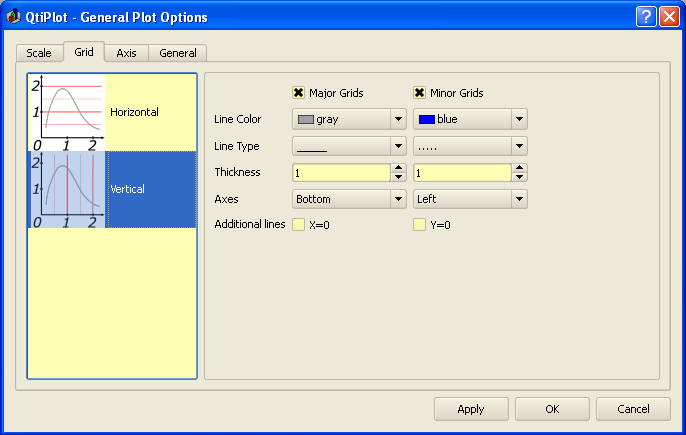 QtiPlot - General Plot Options
Scale Grid Axis General
2
1
0 1 2
Horizontal
2
1
0 1 2
Vertical
Major Grids Minor Grids
Line Color gray blue
Line Type _____ .....
Thickness 1 1
Axes Bottom Left
Additional lines X=0 Y=0
Apply OK Cancel